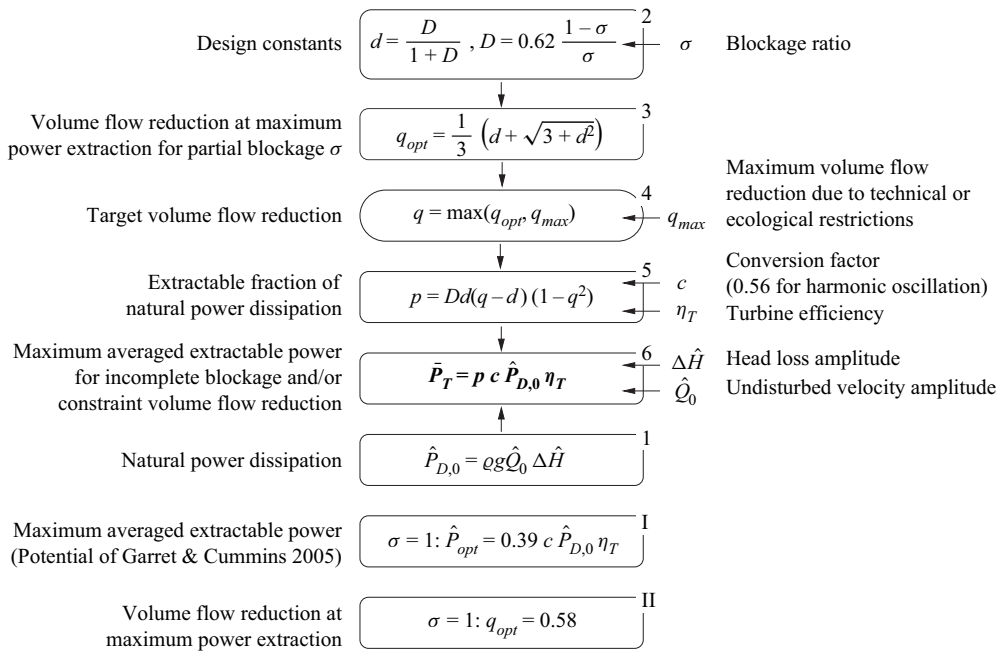 2
Design constants
d = D / (1 + D) , D = 0.62 (1 − σ) / σ
σ Blockage ratio
3
Volume flow reduction at maximum
power extraction for partial blockage σ
q_opt = 1/3 (d + √(3 + d²))
4
Target volume flow reduction
q = max(q_opt, q_max)
q_max
Maximum volume flow
reduction due to technical or
ecological restrictions
5
Extractable fraction of
natural power dissipation
p = Dd(q − d) (1 − q²)
c
Conversion factor
(0.56 for harmonic oscillation)
η_T Turbine efficiency
6
Maximum averaged extractable power
for incomplete blockage and/or
constraint volume flow reduction
P̄_T = p c P̂_D,0 η_T
ΔĤ Head loss amplitude
Q̂_0 Undisturbed velocity amplitude
1
Natural power dissipation
P̂_D,0 = ϱgQ̂_0 ΔĤ
I
Maximum averaged extractable power
(Potential of Garret & Cummins 2005)
σ = 1: P̂_opt = 0.39 c P̂_D,0 η_T
II
Volume flow reduction at
maximum power extraction
σ = 1: q_opt = 0.58